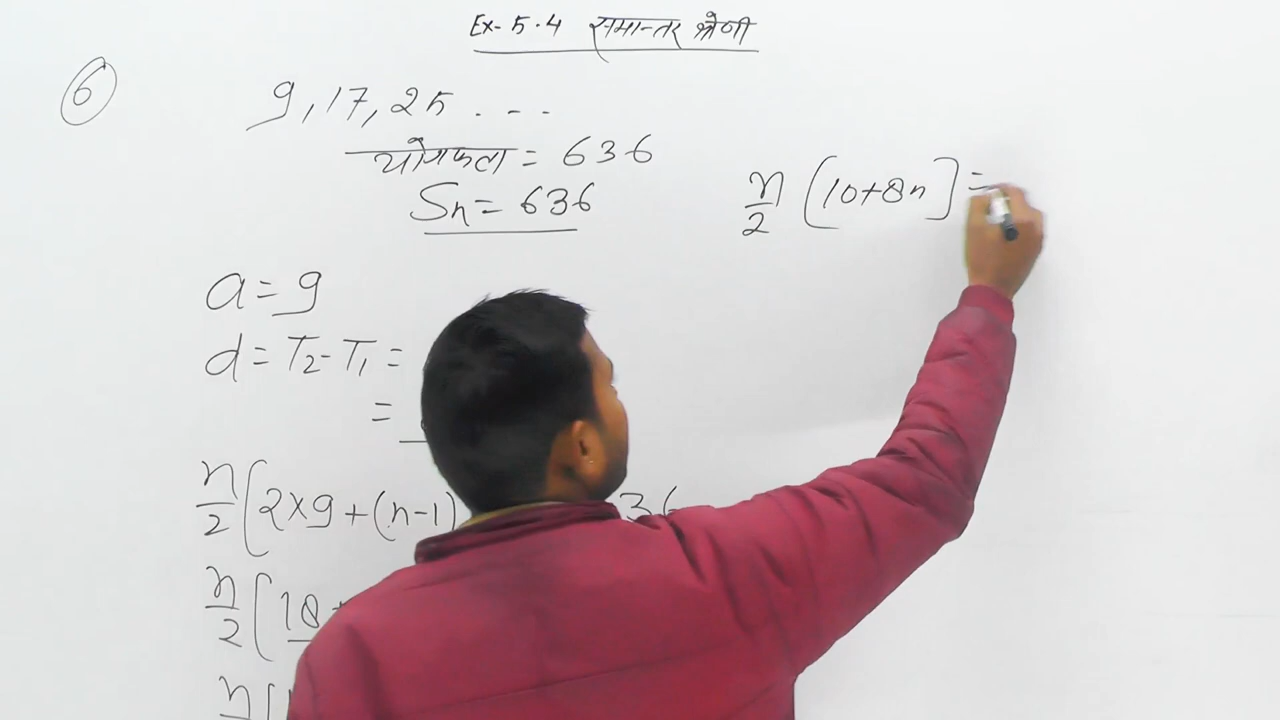 Ex- 5.4 समान्तर श्रेणी
6
9, 17, 25 ...
योगफल = 636
Sn = 636
n/2 [10+8n] =
a = 9
d = T2 - T1 =
=
n/2 [2×9+(n-1) 36
n/2 [18+
n [